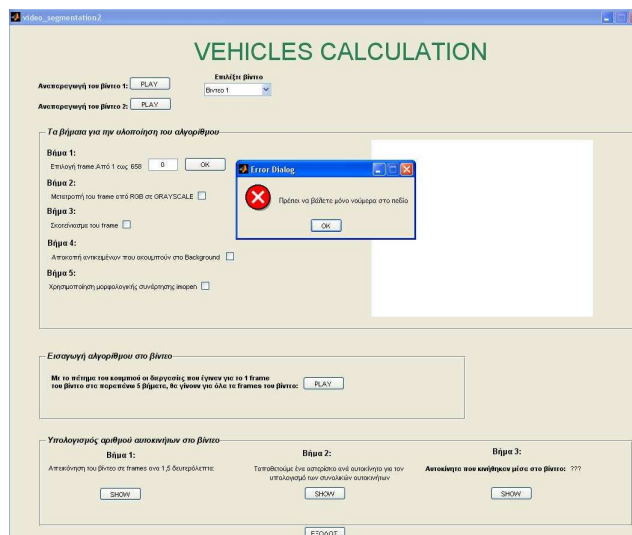 video_segmentation2
VEHICLES CALCULATION
Αναπαραγωγή του βίντεο 1: PLAY
Επιλέξτε βίντεο
Βίντεο 1
Αναπαραγωγή του βίντεο 2: PLAY
Τα βήματα για την υλοποίηση του αλγορίθμου
Βήμα 1:
Επιλογή frame.Από 1 εως 658 0 OK
Βήμα 2:
Μετατροπή του frame από RGB σε GRAYSCALE
Βήμα 3:
Σκοτείνιασμα του frame
Βήμα 4:
Αποκοπή αντικειμένων που ακουμπούν στο Background
Βήμα 5:
Χρησιμοποίηση μορφολογικής συνάρτησης imopen
Error Dialog
Πρέπει να βάλετε μόνο νούμερα στο πεδίο
OK
Εισαγωγή αλγορίθμου στο βίντεο
Με το πάτημα του κουμπιού οι διεργασίες που έγιναν για το 1 frame
του βίντεο στα παραπάνω 5 βήματα, θα γίνουν για όλα τα frames του βίντεο: PLAY
Υπολογισμός αριθμού αυτοκινήτων στο βίντεο
Βήμα 1:
Απεικόνηση του βίντεο σε frames ανα 1,5 δευτερόλεπτα:
SHOW
Βήμα 2:
Τοποθετούμε ένα αστερίσκο ανά αυτοκίνητο για τον
υπολογισμό των συνολικών αυτοκινήτων
SHOW
Βήμα 3:
Αυτοκίνητα που κινήθηκαν μέσα στο βίντεο: ???
SHOW
ΕΞΟΔΟΣ